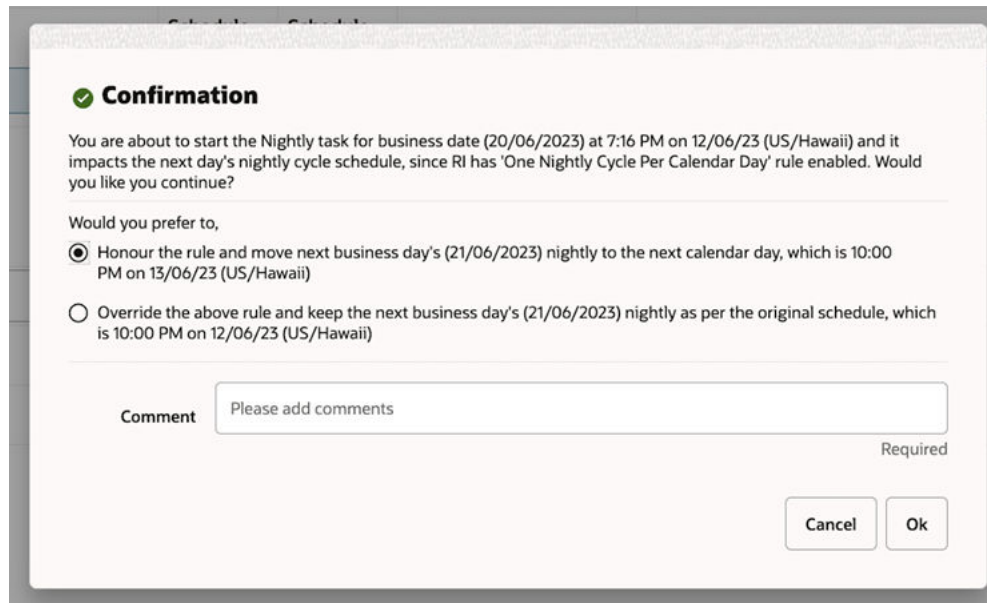 Confirmation
You are about to start the Nightly task for business date (20/06/2023) at 7:16 PM on 12/06/23 (US/Hawaii) and it
impacts the next day's nightly cycle schedule, since RI has 'One Nightly Cycle Per Calendar Day' rule enabled. Would
you like you continue?
Would you prefer to,
Honour the rule and move next business day's (21/06/2023) nightly to the next calendar day, which is 10:00
PM on 13/06/23 (US/Hawaii)
Override the above rule and keep the next business day's (21/06/2023) nightly as per the original schedule, which
is 10:00 PM on 12/06/23 (US/Hawaii)
Comment
Please add comments
Required
Cancel Ok